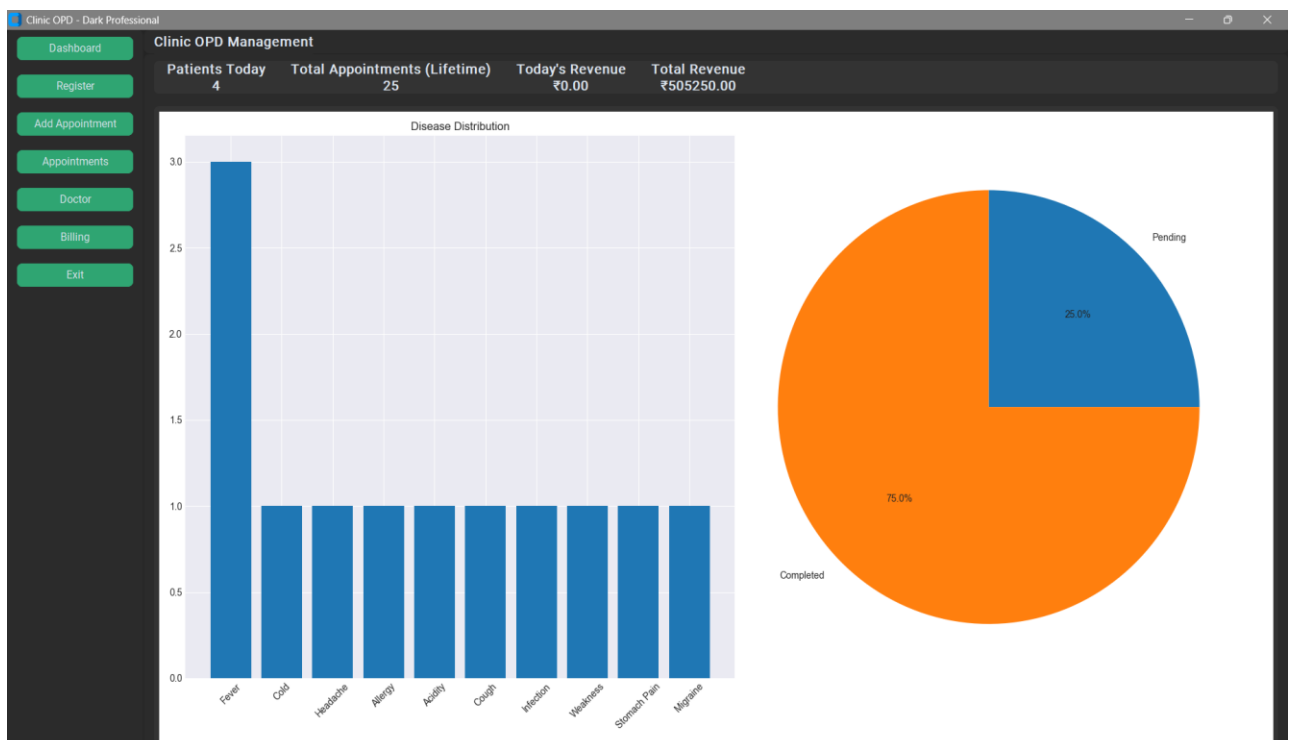 Clinic OPD - Dark Professional
Dashboard
Register
Add Appointment
Appointments
Doctor
Billing
Exit
Clinic OPD Management
Patients Today
4
Total Appointments (Lifetime)
25
Today's Revenue
₹0.00
Total Revenue
₹505250.00
Disease Distribution
3.0
2.5
2.0
1.5
1.0
0.5
0.0
Fever
Cold
Headache
Allergy
Acidity
Cough
Infection
Weakness
Stomach Pain
Migraine
Pending
25.0%
75.0%
Completed